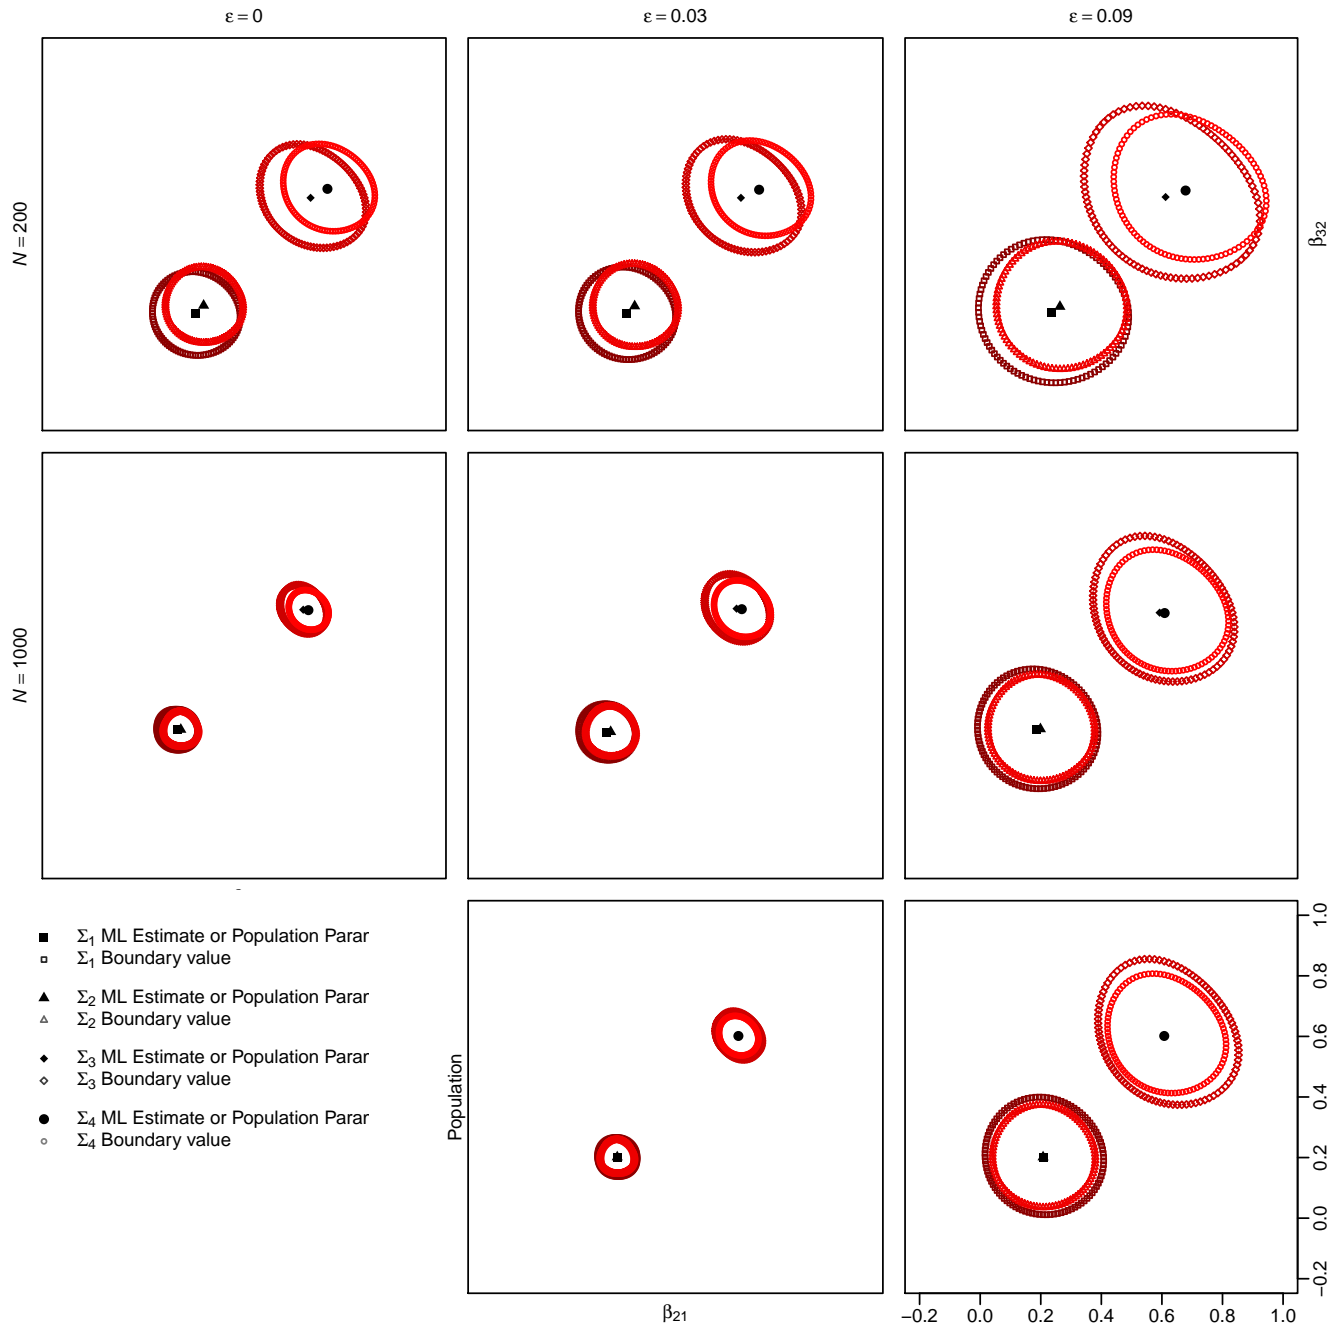 ε = 0
ε = 0.03
ε = 0.09
N = 200
β32
N = 1000
Σ1 ML Estimate or Population Parar
Σ1 Boundary value
Σ2 ML Estimate or Population Parar
Σ2 Boundary value
Σ3 ML Estimate or Population Parar
Σ3 Boundary value
Σ4 ML Estimate or Population Parar
Σ4 Boundary value
Population
1.0
0.8
0.6
0.4
0.2
0.0
−0.2
β21
−0.2 0.0 0.2 0.4 0.6 0.8 1.0